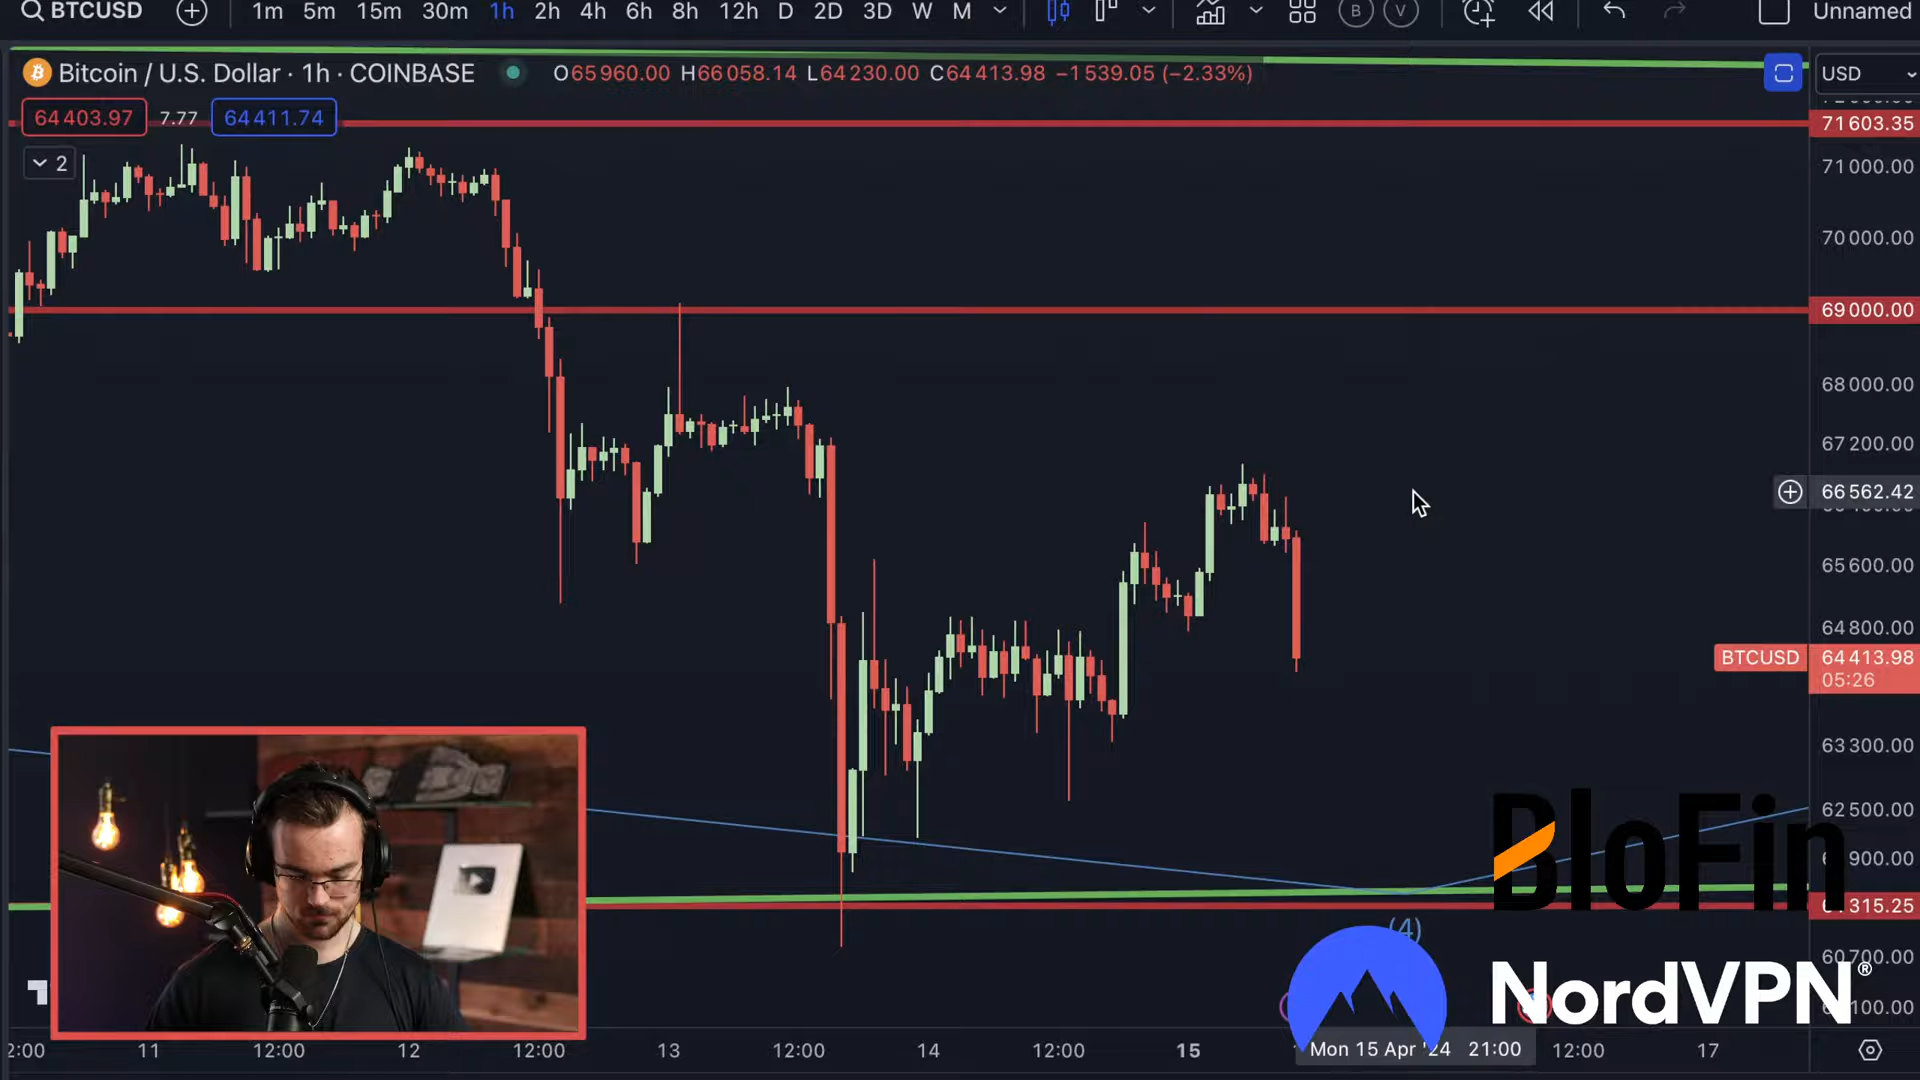 BTCUSD 1m 5m 15m 30m 1h 2h 4h 6h 8h 12h D 2D 3D W M B V Unnamed
Bitcoin / U.S. Dollar · 1h · COINBASE O65960.00 H66058.14 L64230.00 C64413.98 −1539.05 (−2.33%) USD
64403.97 7.77 64411.74
71603.35
2
71000.00
70000.00
69000.00
68000.00
67200.00
66562.42
65600.00
64800.00
BTCUSD 64413.98
05:26
63300.00
62500.00
BloFin
(4)
60700.00
NordVPN®
12:00 11 12:00 12 12:00 13 12:00 14 12:00 15 Mon 15 Apr '24 21:00 12:00 17